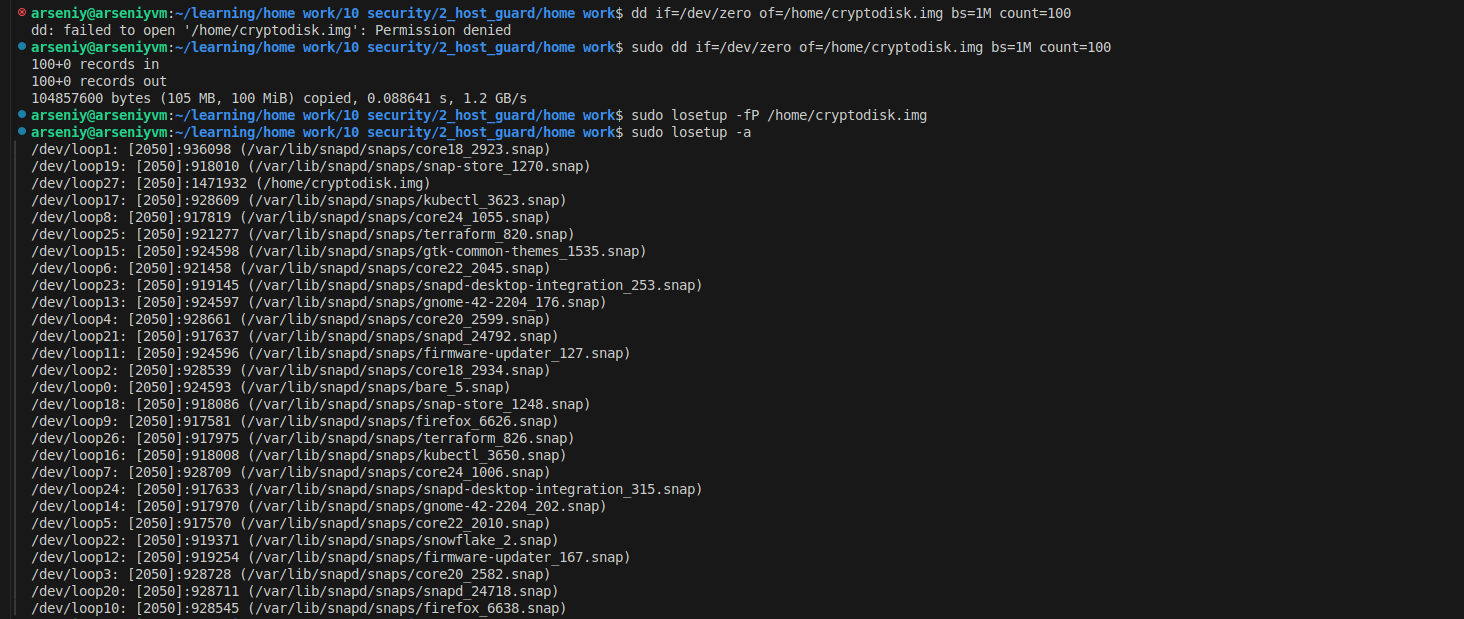 arseniy@arseniyvm:~/learning/home work/10 security/2_host_guard/home work$ dd if=/dev/zero of=/home/cryptodisk.img bs=1M count=100
dd: failed to open '/home/cryptodisk.img': Permission denied
arseniy@arseniyvm:~/learning/home work/10 security/2_host_guard/home work$ sudo dd if=/dev/zero of=/home/cryptodisk.img bs=1M count=100
100+0 records in
100+0 records out
104857600 bytes (105 MB, 100 MiB) copied, 0.088641 s, 1.2 GB/s
arseniy@arseniyvm:~/learning/home work/10 security/2_host_guard/home work$ sudo losetup -fP /home/cryptodisk.img
arseniy@arseniyvm:~/learning/home work/10 security/2_host_guard/home work$ sudo losetup -a
/dev/loop1: [2050]:936098 (/var/lib/snapd/snaps/core18_2923.snap)
/dev/loop19: [2050]:918010 (/var/lib/snapd/snaps/snap-store_1270.snap)
/dev/loop27: [2050]:1471932 (/home/cryptodisk.img)
/dev/loop17: [2050]:928609 (/var/lib/snapd/snaps/kubectl_3623.snap)
/dev/loop8: [2050]:917819 (/var/lib/snapd/snaps/core24_1055.snap)
/dev/loop25: [2050]:921277 (/var/lib/snapd/snaps/terraform_820.snap)
/dev/loop15: [2050]:924598 (/var/lib/snapd/snaps/gtk-common-themes_1535.snap)
/dev/loop6: [2050]:921458 (/var/lib/snapd/snaps/core22_2045.snap)
/dev/loop23: [2050]:919145 (/var/lib/snapd/snaps/snapd-desktop-integration_253.snap)
/dev/loop13: [2050]:924597 (/var/lib/snapd/snaps/gnome-42-2204_176.snap)
/dev/loop4: [2050]:928661 (/var/lib/snapd/snaps/core20_2599.snap)
/dev/loop21: [2050]:917637 (/var/lib/snapd/snaps/snapd_24792.snap)
/dev/loop11: [2050]:924596 (/var/lib/snapd/snaps/firmware-updater_127.snap)
/dev/loop2: [2050]:928539 (/var/lib/snapd/snaps/core18_2934.snap)
/dev/loop0: [2050]:924593 (/var/lib/snapd/snaps/bare_5.snap)
/dev/loop18: [2050]:918086 (/var/lib/snapd/snaps/snap-store_1248.snap)
/dev/loop9: [2050]:917581 (/var/lib/snapd/snaps/firefox_6626.snap)
/dev/loop26: [2050]:917975 (/var/lib/snapd/snaps/terraform_826.snap)
/dev/loop16: [2050]:918008 (/var/lib/snapd/snaps/kubectl_3650.snap)
/dev/loop7: [2050]:928709 (/var/lib/snapd/snaps/core24_1006.snap)
/dev/loop24: [2050]:917633 (/var/lib/snapd/snaps/snapd-desktop-integration_315.snap)
/dev/loop14: [2050]:917970 (/var/lib/snapd/snaps/gnome-42-2204_202.snap)
/dev/loop5: [2050]:917570 (/var/lib/snapd/snaps/core22_2010.snap)
/dev/loop22: [2050]:919371 (/var/lib/snapd/snaps/snowflake_2.snap)
/dev/loop12: [2050]:919254 (/var/lib/snapd/snaps/firmware-updater_167.snap)
/dev/loop3: [2050]:928728 (/var/lib/snapd/snaps/core20_2582.snap)
/dev/loop20: [2050]:928711 (/var/lib/snapd/snaps/snapd_24718.snap)
/dev/loop10: [2050]:928545 (/var/lib/snapd/snaps/firefox_6638.snap)